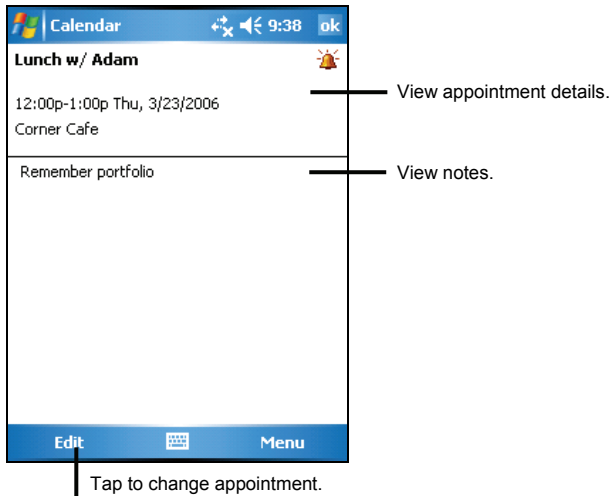 Calendar 9:38 ok
Lunch w/ Adam
12:00p-1:00p Thu, 3/23/2006
Corner Cafe
View appointment details.
Remember portfolio
View notes.
Edit Menu
Tap to change appointment.